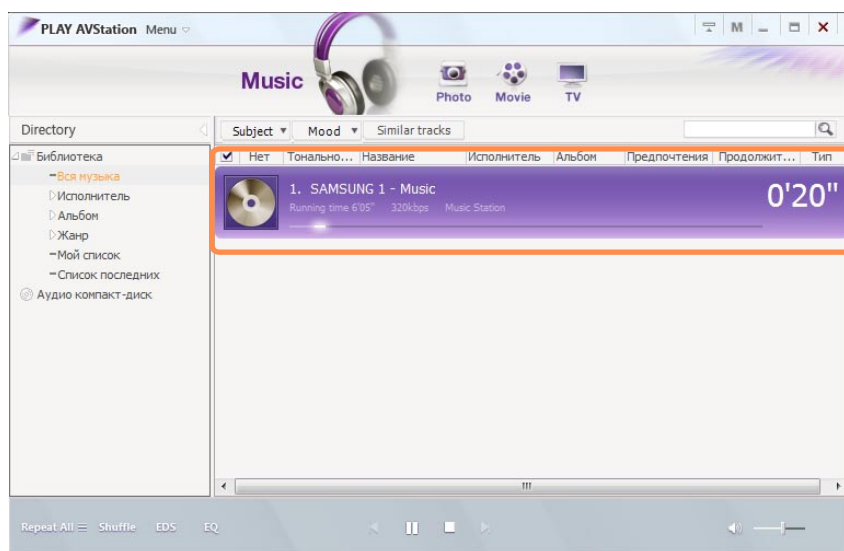 PLAY AVStation Menu
M
Music
Photo Movie TV
Directory
Subject Mood Similar tracks
Библиотека
Вся музыка
Исполнитель
Альбом
Жанр
Мой список
Список последних
Аудио компакт-диск
Нет Тонально... Название Исполнитель Альбом Предпочтения Продолжит... Тип
1. SAMSUNG 1 - Music
Running time 6'05" 320kbps Music Station
0'20"
Repeat All Shuffle EDS EQ